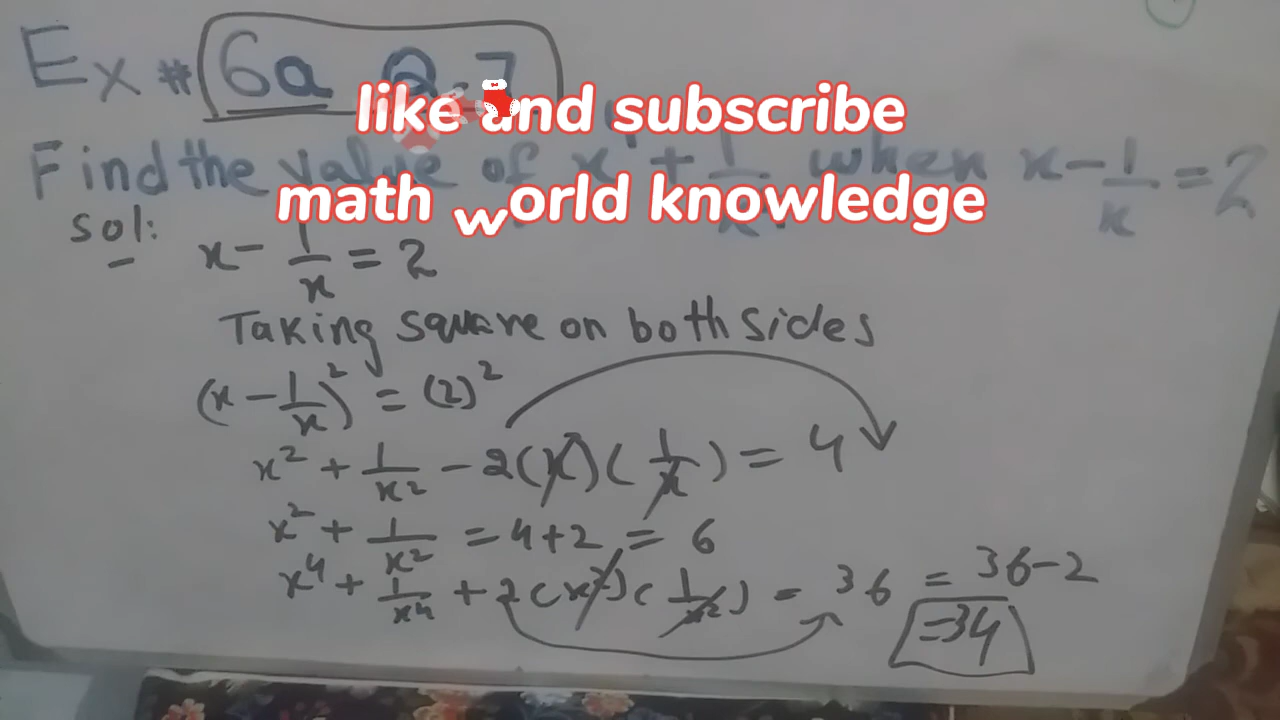 Ex # 6a Q.7
like and subscribe
Find the value of x⁴ + 1/x⁴ when x - 1/x = 2
math world knowledge
Sol:
x - 1/x = 2
Taking square on both sides
(x - 1/x)² = (2)²
x² + 1/x² - 2(x)(1/x) = 4
x² + 1/x² = 4+2 = 6
x⁴ + 1/x⁴ + 2(x²)(1/x²) = 36 = 36-2
=34